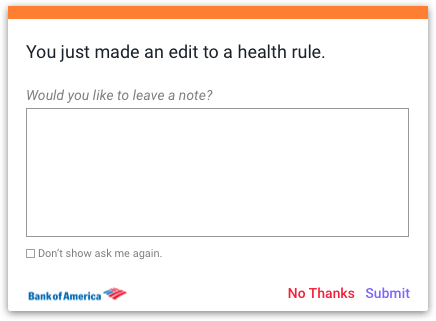 You just made an edit to a health rule.
Would you like to leave a note?
Don't show ask me again.
Bank of America
No Thanks Submit